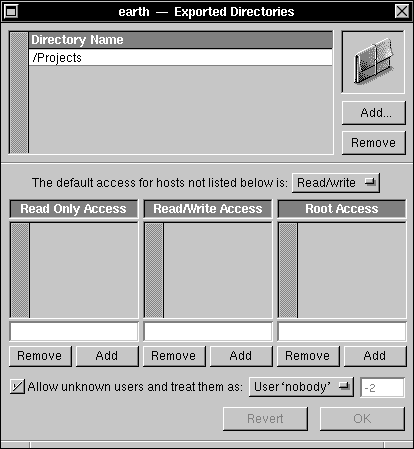 earth — Exported Directories
Directory Name
/Projects
Add...
Remove
The default access for hosts not listed below is: Read/write
Read Only Access Read/Write Access Root Access
Remove Add Remove Add Remove Add
Allow unknown users and treat them as: User ‘nobody’ -2
Revert OK